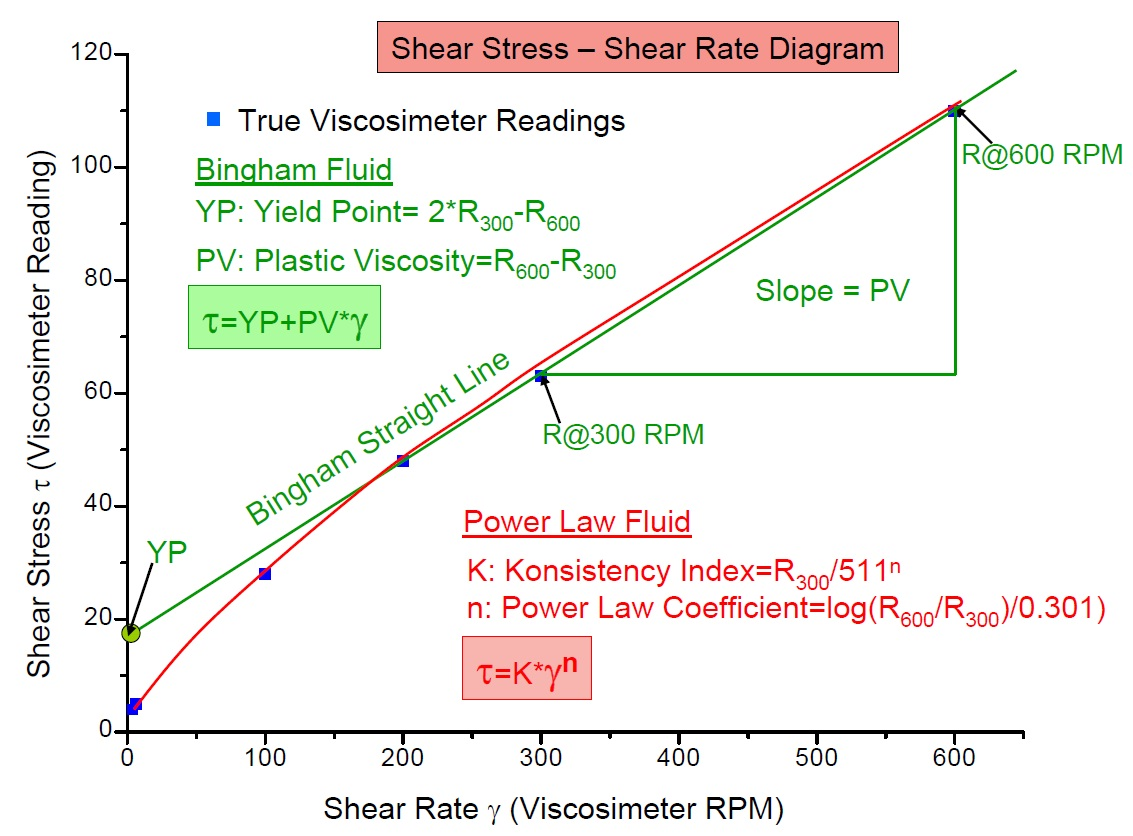 Shear Stress – Shear Rate Diagram
120
100
80
60
40
20
0
Shear Stress τ (Viscosimeter Reading)
True Viscosimeter Readings
Bingham Fluid
YP: Yield Point= 2*R300-R600
PV: Plastic Viscosity=R600-R300
τ=YP+PV*γ
Bingham Straight Line
YP
R@600 RPM
Slope = PV
R@300 RPM
Power Law Fluid
K: Konsistency Index=R300/511ⁿ
n: Power Law Coefficient=log(R600/R300)/0.301)
τ=K*γⁿ
0 100 200 300 400 500 600
Shear Rate γ (Viscosimeter RPM)